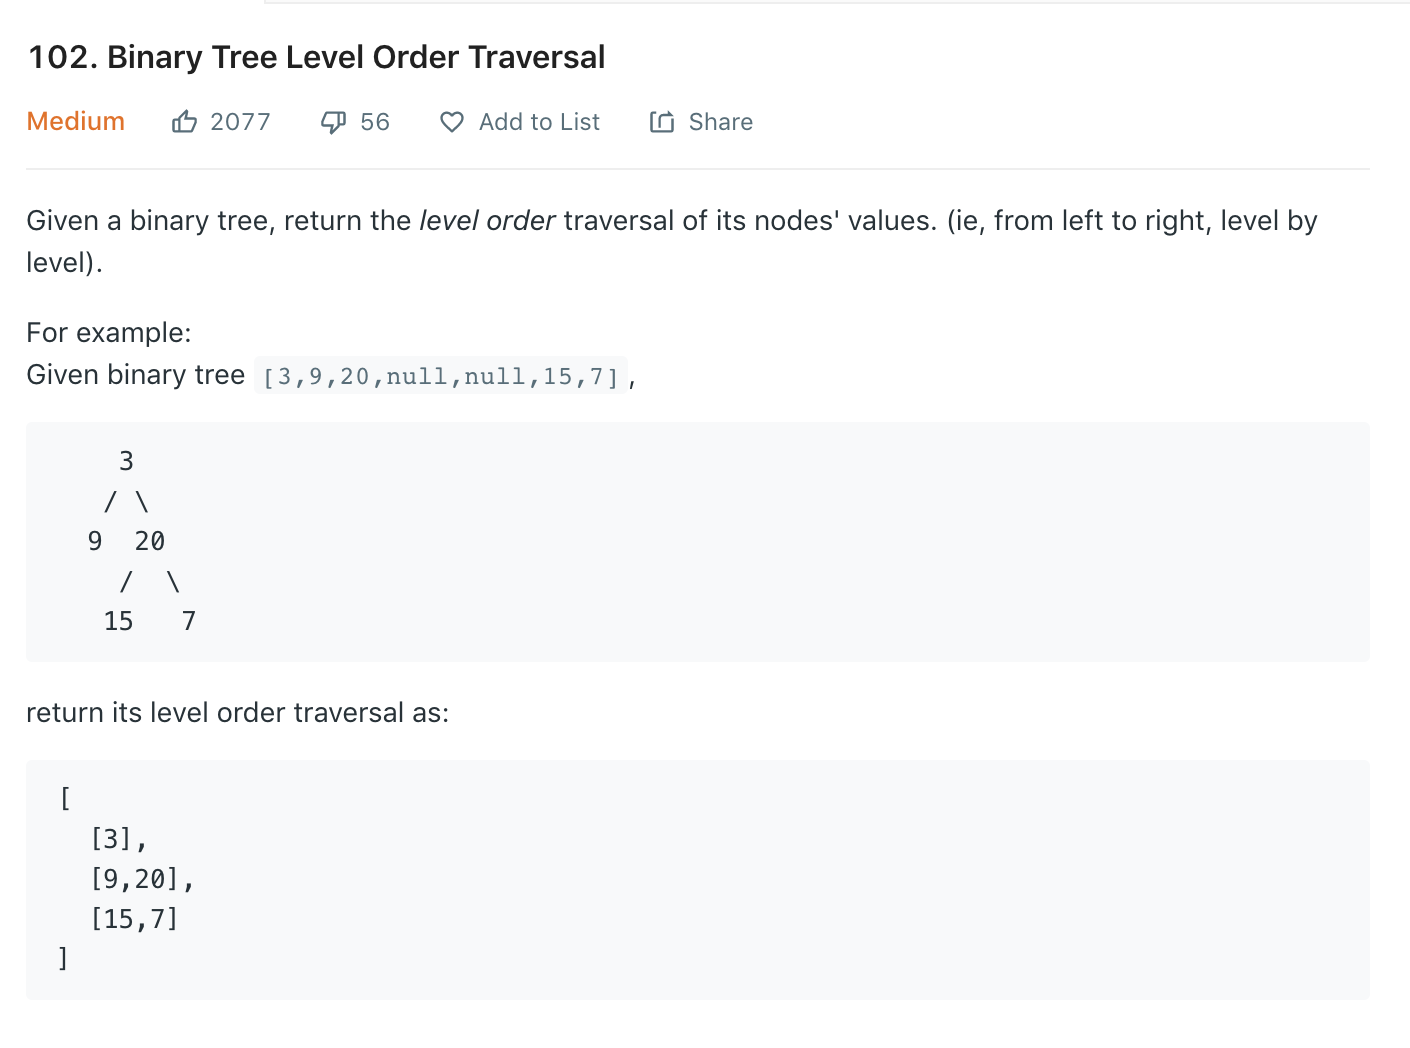 102. Binary Tree Level Order Traversal
Medium 2077 56 Add to List Share
Given a binary tree, return the level order traversal of its nodes' values. (ie, from left to right, level by
level).
For example:
Given binary tree [3,9,20,null,null,15,7],
    3
   / \
  9  20
    /  \
   15   7
return its level order traversal as:
[
  [3],
  [9,20],
  [15,7]
]